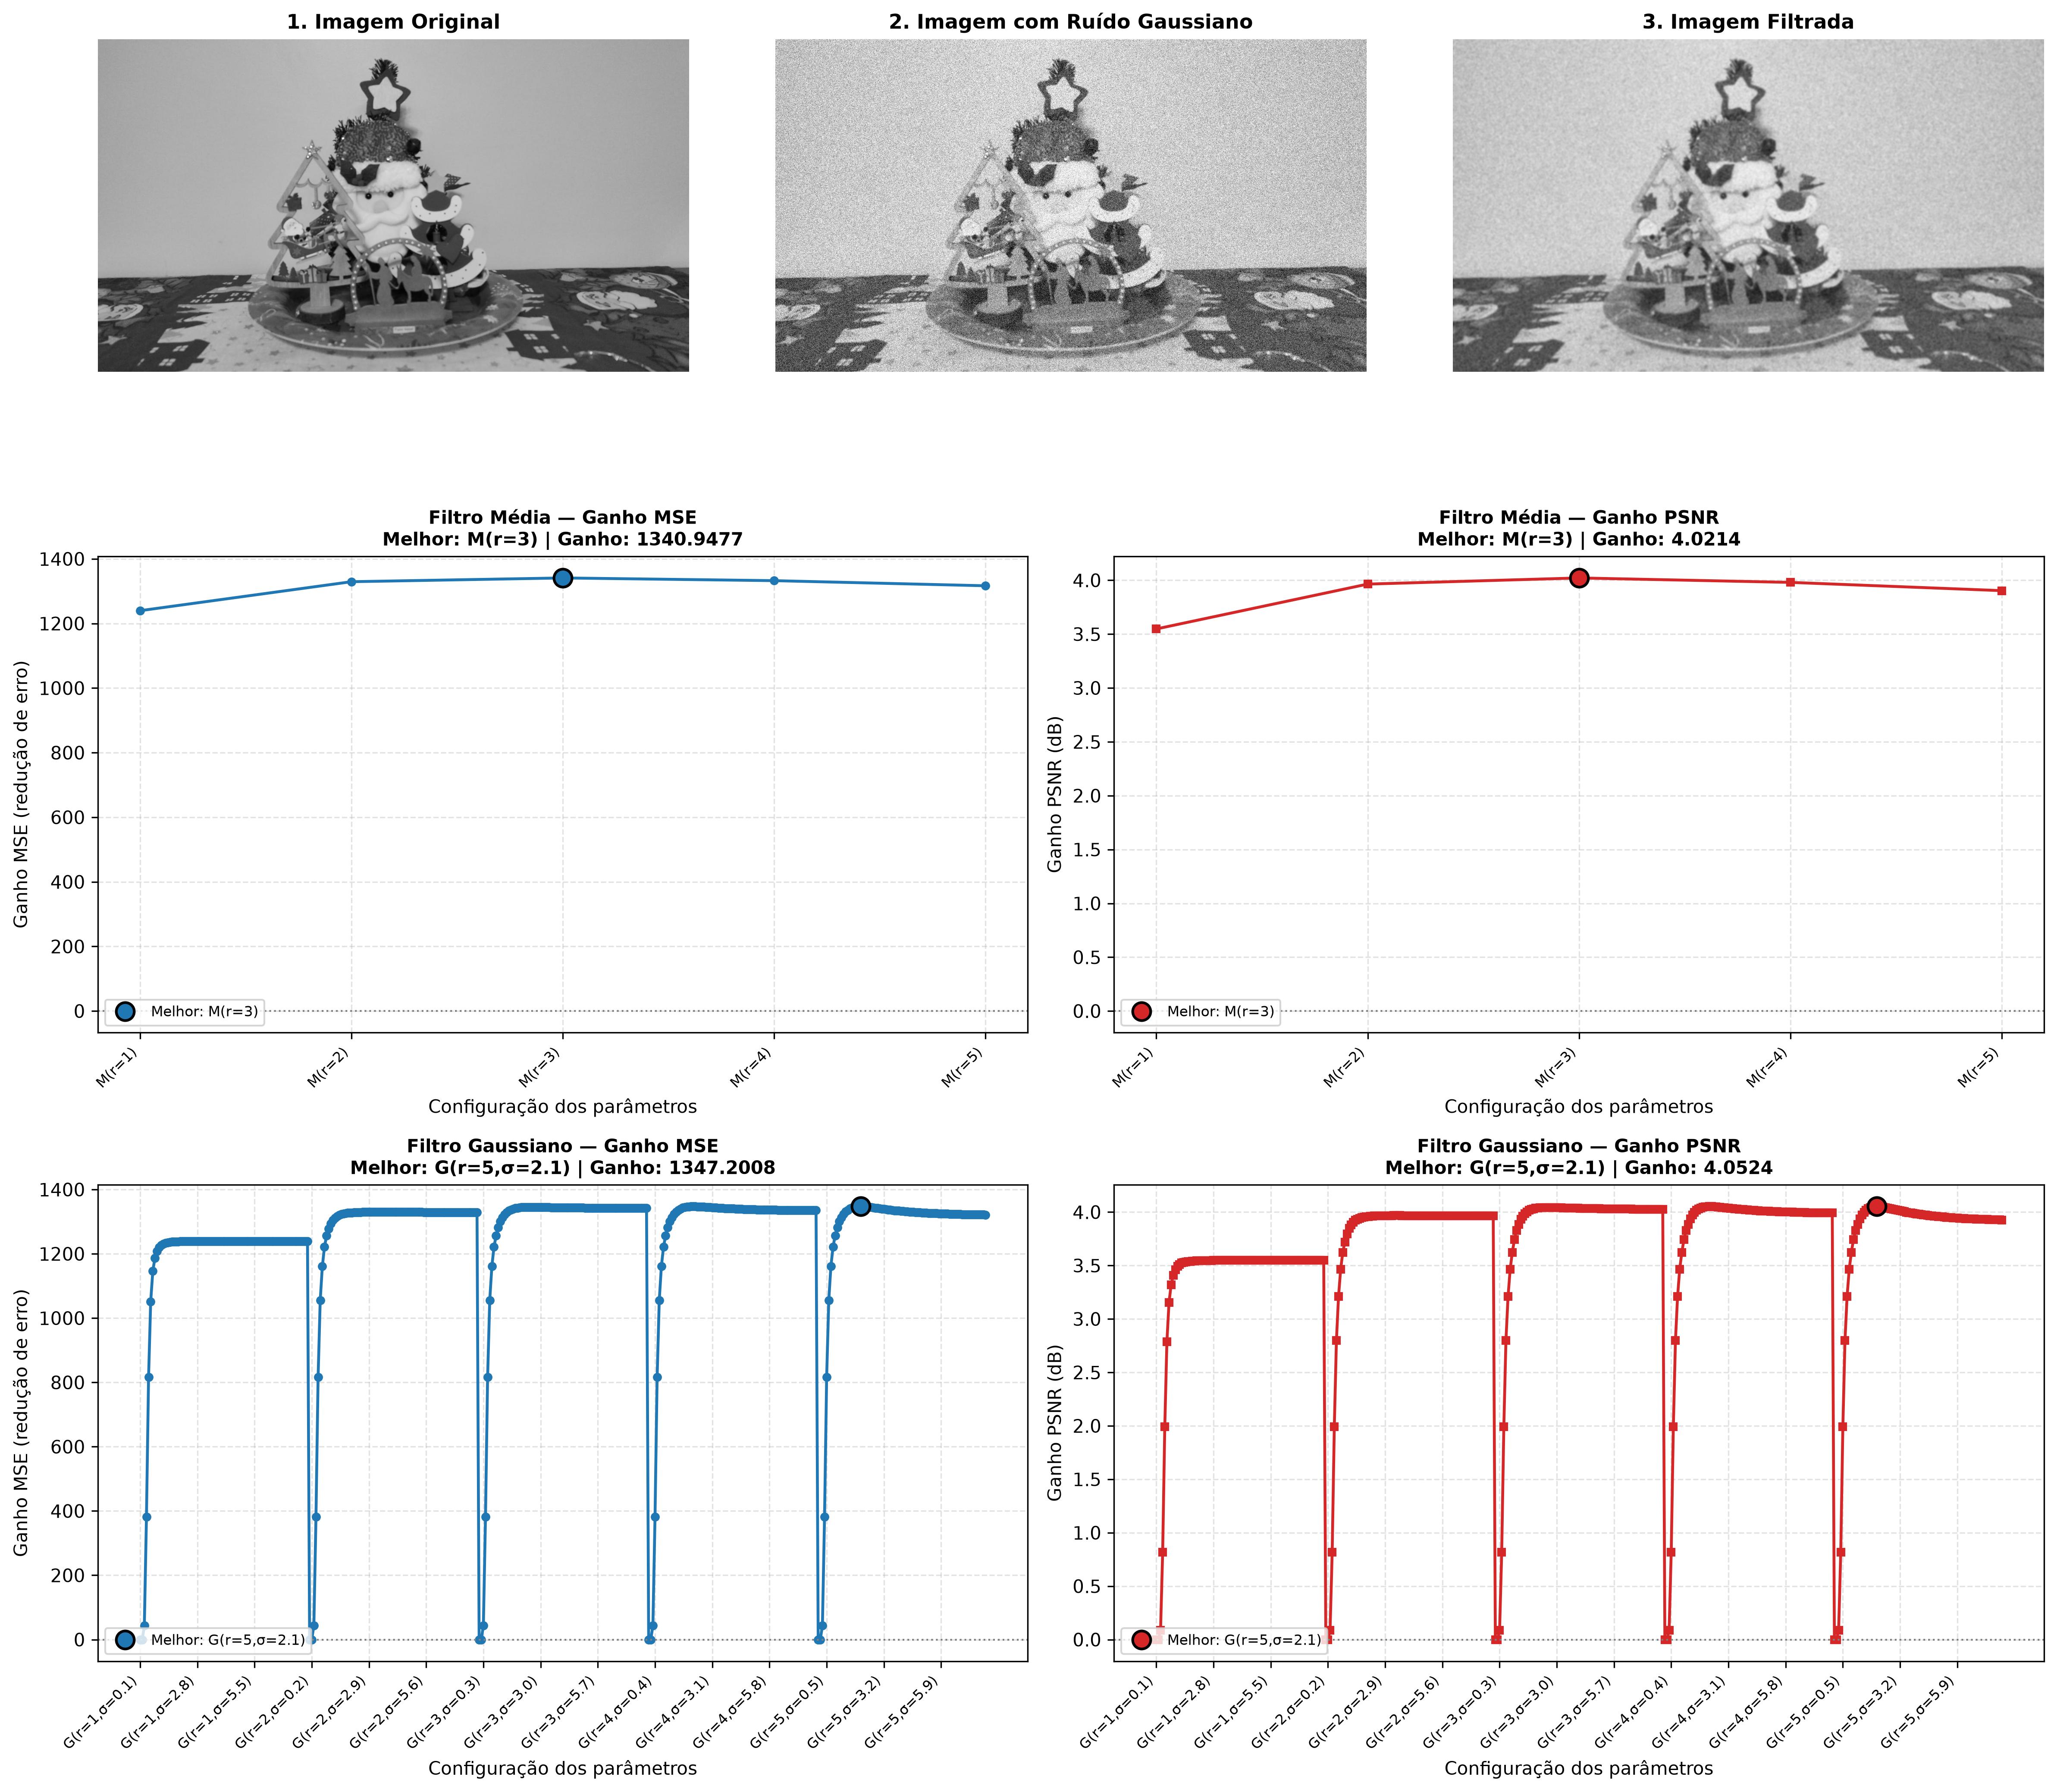 1. Imagem Original
2. Imagem com Ruído Gaussiano
3. Imagem Filtrada
Filtro Média — Ganho MSE
Melhor: M(r=3) | Ganho: 1340.9477
1400
1200
1000
800
600
400
200
0
Ganho MSE (redução de erro)
Melhor: M(r=3)
M(r=1)
M(r=2)
M(r=3)
M(r=4)
M(r=5)
Configuração dos parâmetros
Filtro Média — Ganho PSNR
Melhor: M(r=3) | Ganho: 4.0214
4.0
3.5
3.0
2.5
2.0
1.5
1.0
0.5
0.0
Ganho PSNR (dB)
Melhor: M(r=3)
M(r=1)
M(r=2)
M(r=3)
M(r=4)
M(r=5)
Configuração dos parâmetros
Filtro Gaussiano — Ganho MSE
Melhor: G(r=5,σ=2.1) | Ganho: 1347.2008
1400
1200
1000
800
600
400
200
0
Ganho MSE (redução de erro)
Melhor: G(r=5,σ=2.1)
G(r=1,σ=0.1)
G(r=1,σ=2.8)
G(r=1,σ=5.5)
G(r=2,σ=0.2)
G(r=2,σ=2.9)
G(r=2,σ=5.6)
G(r=3,σ=0.3)
G(r=3,σ=3.0)
G(r=3,σ=5.7)
G(r=4,σ=0.4)
G(r=4,σ=3.1)
G(r=4,σ=5.8)
G(r=5,σ=0.5)
G(r=5,σ=3.2)
G(r=5,σ=5.9)
Configuração dos parâmetros
Filtro Gaussiano — Ganho PSNR
Melhor: G(r=5,σ=2.1) | Ganho: 4.0524
4.0
3.5
3.0
2.5
2.0
1.5
1.0
0.5
0.0
Ganho PSNR (dB)
Melhor: G(r=5,σ=2.1)
G(r=1,σ=0.1)
G(r=1,σ=2.8)
G(r=1,σ=5.5)
G(r=2,σ=0.2)
G(r=2,σ=2.9)
G(r=2,σ=5.6)
G(r=3,σ=0.3)
G(r=3,σ=3.0)
G(r=3,σ=5.7)
G(r=4,σ=0.4)
G(r=4,σ=3.1)
G(r=4,σ=5.8)
G(r=5,σ=0.5)
G(r=5,σ=3.2)
G(r=5,σ=5.9)
Configuração dos parâmetros